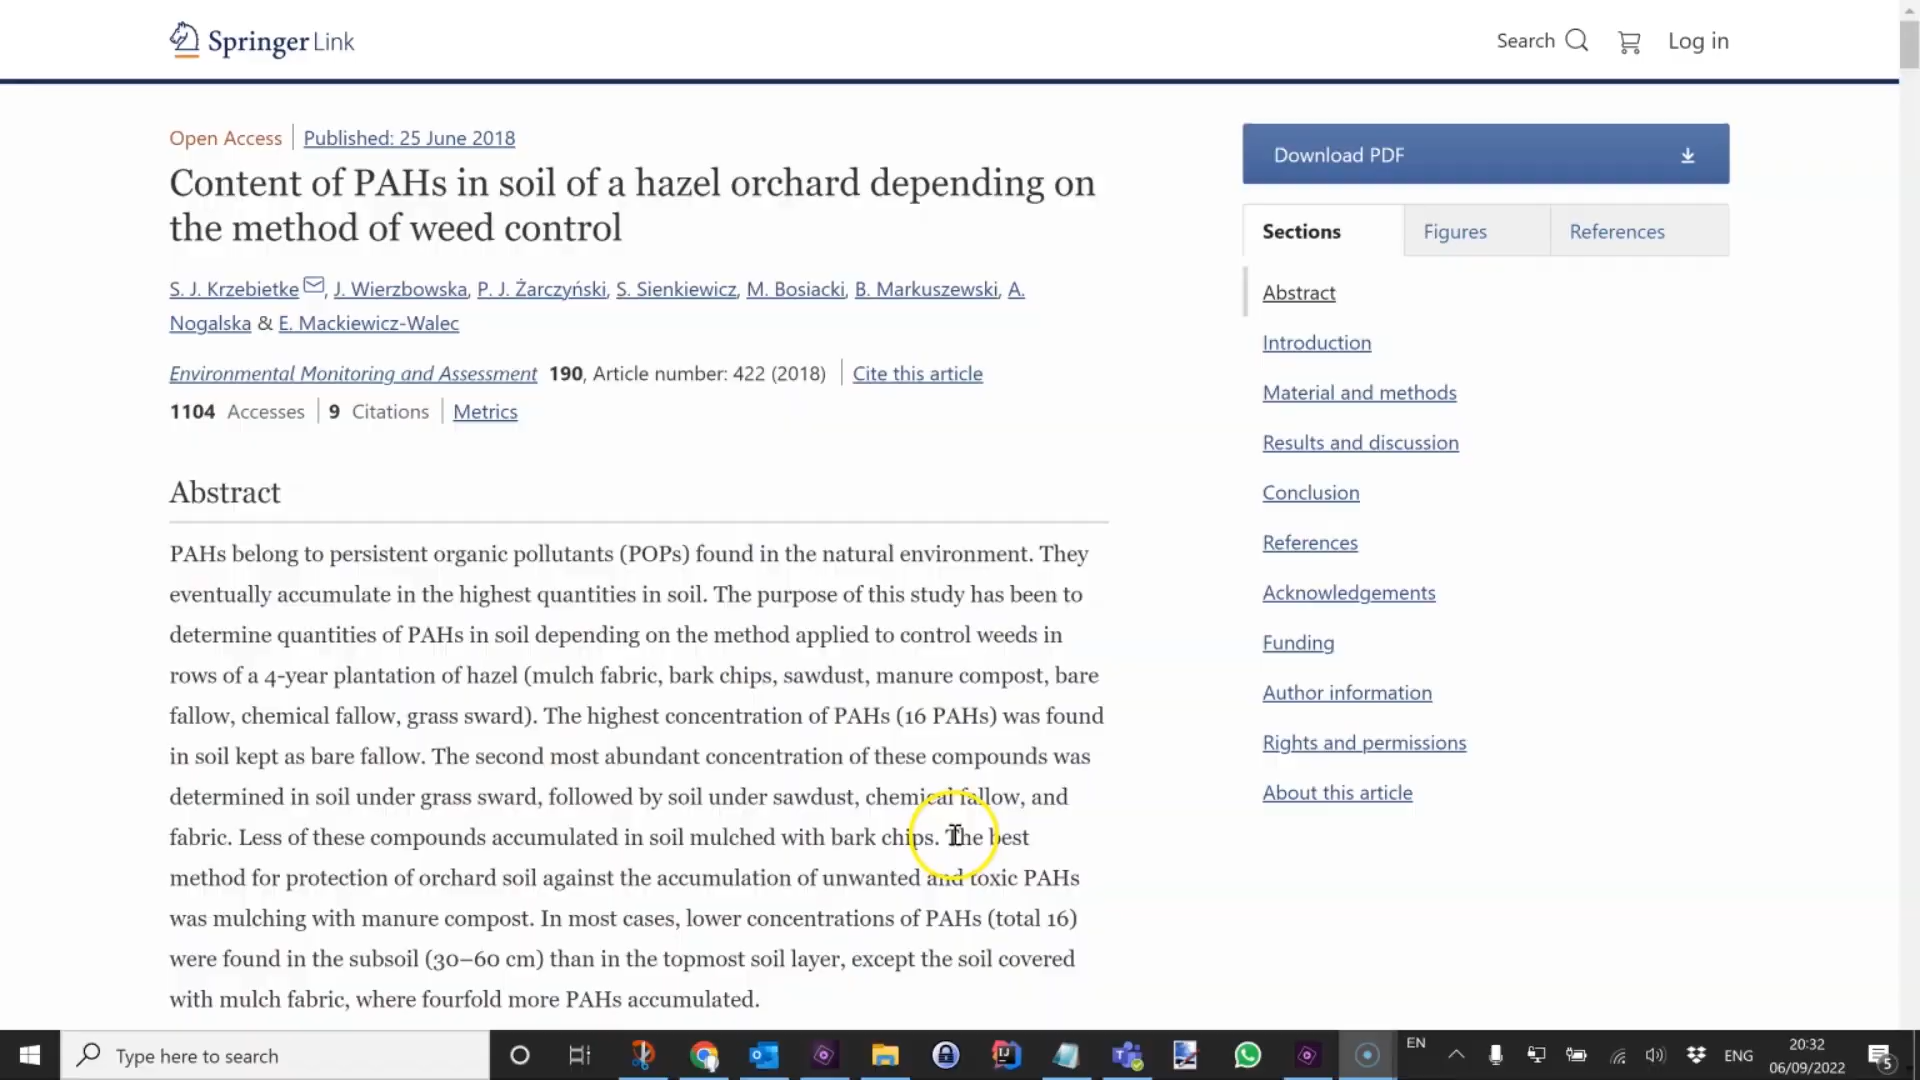 Springer Link
Search
Log in
Open Access
Published: 25 June 2018
Content of PAHs in soil of a hazel orchard depending on
the method of weed control
S. J. Krzebietke, J. Wierzbowska, P. J. Żarczyński, S. Sienkiewicz, M. Bosiacki, B. Markuszewski, A.
Nogalska & E. Mackiewicz-Walec
Environmental Monitoring and Assessment 190, Article number: 422 (2018)
Cite this article
1104 Accesses
9 Citations
Metrics
Abstract
PAHs belong to persistent organic pollutants (POPs) found in the natural environment. They
eventually accumulate in the highest quantities in soil. The purpose of this study has been to
determine quantities of PAHs in soil depending on the method applied to control weeds in
rows of a 4-year plantation of hazel (mulch fabric, bark chips, sawdust, manure compost, bare
fallow, chemical fallow, grass sward). The highest concentration of PAHs (16 PAHs) was found
in soil kept as bare fallow. The second most abundant concentration of these compounds was
determined in soil under grass sward, followed by soil under sawdust, chemical fallow, and
fabric. Less of these compounds accumulated in soil mulched with bark chips. The best
method for protection of orchard soil against the accumulation of unwanted and toxic PAHs
was mulching with manure compost. In most cases, lower concentrations of PAHs (total 16)
were found in the subsoil (30–60 cm) than in the topmost soil layer, except the soil covered
with mulch fabric, where fourfold more PAHs accumulated.
Download PDF
Sections
Figures
References
Abstract
Introduction
Material and methods
Results and discussion
Conclusion
References
Acknowledgements
Funding
Author information
Rights and permissions
About this article
Type here to search
EN
ENG
20:32
06/09/2022
5